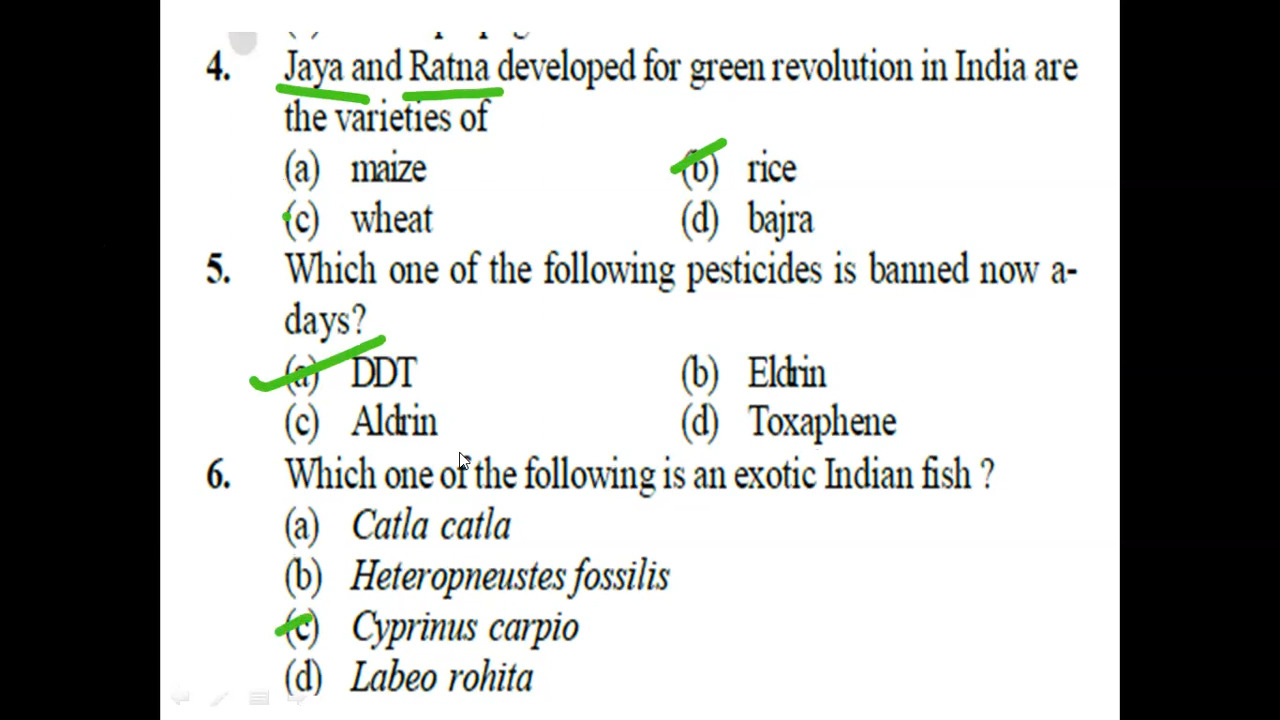 4. Jaya and Ratna developed for green revolution in India are
the varieties of
(a) maize (b) rice
(c) wheat (d) bajra
5. Which one of the following pesticides is banned now a-
days?
(a) DDT (b) Eldrin
(c) Aldrin (d) Toxaphene
6. Which one of the following is an exotic Indian fish ?
(a) Catla catla
(b) Heteropneustes fossilis
(c) Cyprinus carpio
(d) Labeo rohita